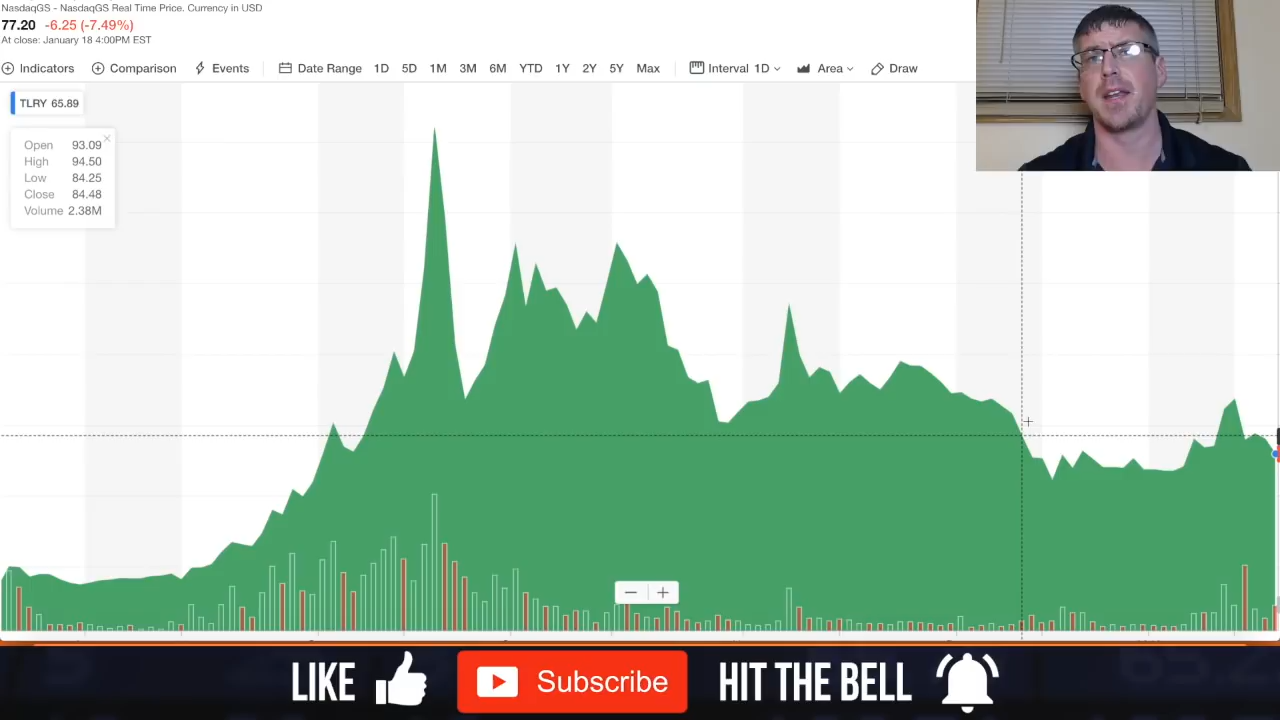 NasdaqGS - NasdaqGS Real Time Price. Currency in USD
77.20 -6.25 (-7.49%)
At close: January 18 4:00PM EST
Indicators Comparison Events Date Range 1D 5D 1M 3M 6M YTD 1Y 2Y 5Y Max Interval 1D Area Draw
TLRY 65.89
Open 93.09
High 94.50
Low 84.25
Close 84.48
Volume 2.38M
LIKE Subscribe HIT THE BELL